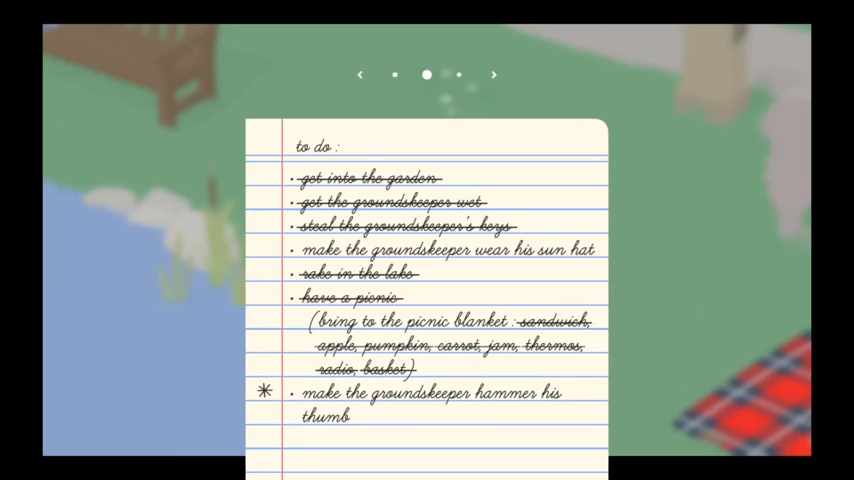 to do :
• get into the garden
• get the groundskeeper wet
• steal the groundskeeper's keys
• make the groundskeeper wear his sun hat
• rake in the lake
• have a picnic
(bring to the picnic blanket : sandwich,
apple, pumpkin, carrot, jam, thermos,
radio, basket)
• make the groundskeeper hammer his
thumb